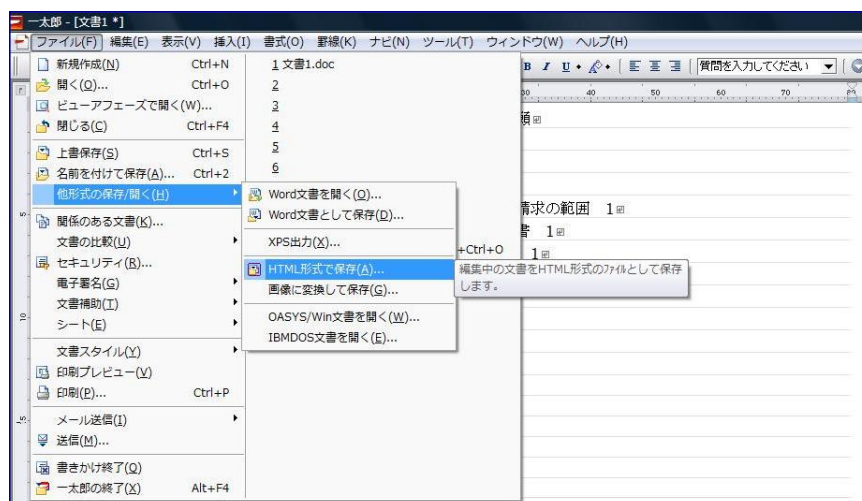 一太郎 - [文書1 *]
ファイル(F) 編集(E) 表示(V) 挿入(I) 書式(O) 罫線(K) ナビ(N) ツール(T) ウィンドウ(W) ヘルプ(H)
新規作成(N) Ctrl+N
開く(O)... Ctrl+O
ビューアフェーズで開く(W)...
閉じる(C) Ctrl+F4
上書保存(S) Ctrl+S
名前を付けて保存(A)... Ctrl+2
他形式の保存/開く(H)
関係のある文書(K)...
文書の比較(U)
セキュリティ(R)...
電子署名(G)
文書補助(T)
シート(E)
文書スタイル(Y)
印刷プレビュー(V)
印刷(P)... Ctrl+P
メール送信(I)
送信(M)...
書きかけ終了(Q)
一太郎の終了(X) Alt+F4
1 文書1.doc
2
3
4
5
6
Word文書を開く(O)...
Word文書として保存(D)...
XPS出力(X)...
HTML形式で保存(A)...
画像に変換して保存(G)...
OASYS/Win文書を開く(W)...
IBMDOS文書を開く(E)...
+Ctrl+O
編集中の文書をHTML形式のファイルとして保存
します。
B I U
質問を入力してください
30 40 50 60 70
請求の範囲 1
書 1
1
5
10
15